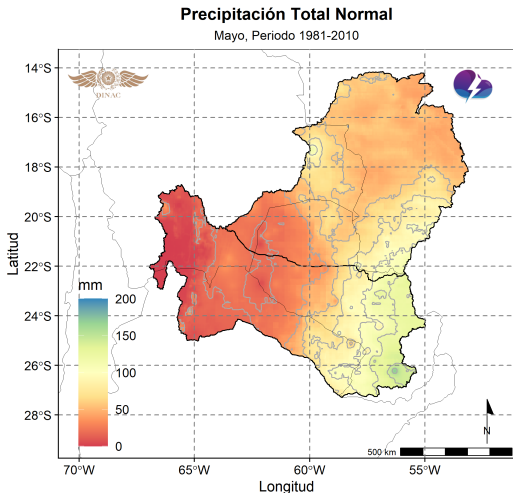 Precipitación Total Normal
Mayo, Periodo 1981-2010
14°S
16°S
18°S
20°S
22°S
24°S
26°S
28°S
Latitud
DINAC
mm
200
150
100
50
0
N
500 km
70°W
65°W
60°W
55°W
Longitud